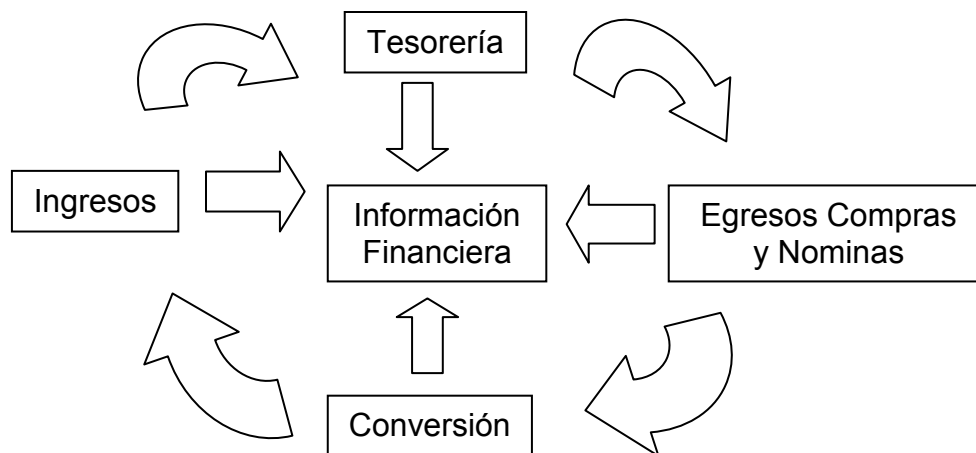 Tesorería
Ingresos
Información
Financiera
Egresos Compras
y Nominas
Conversión